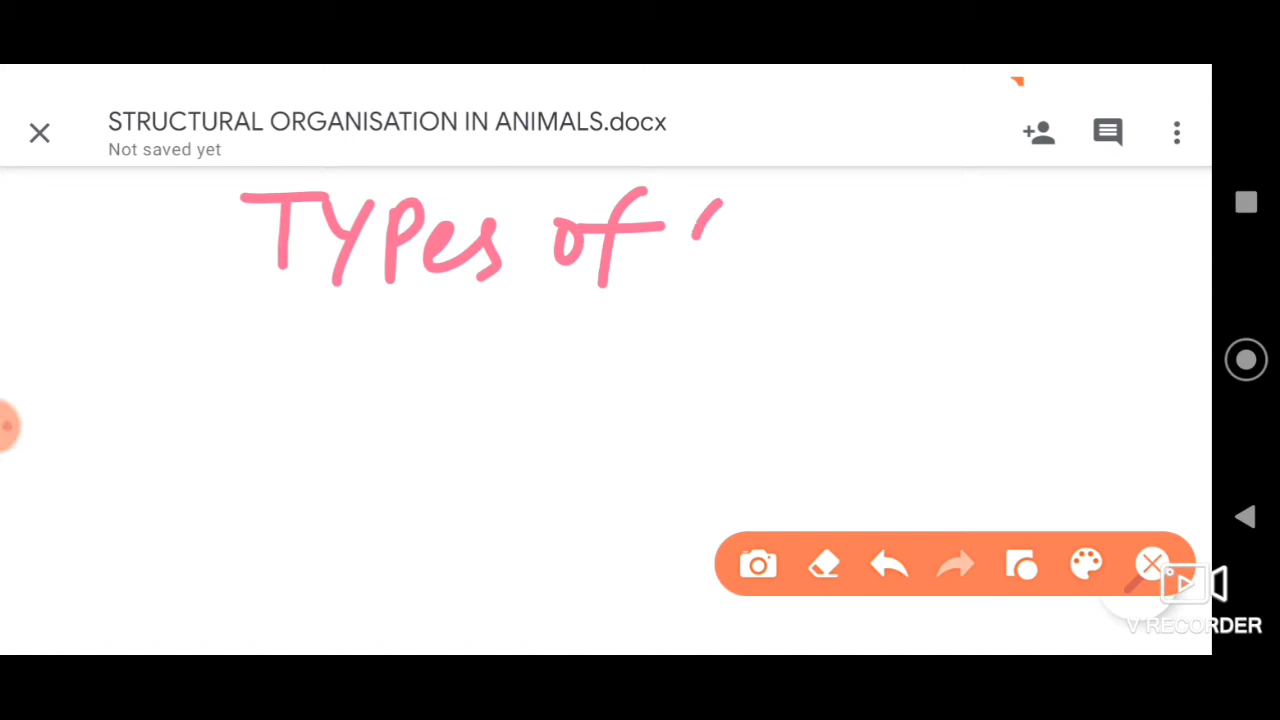 STRUCTURAL ORGANISATION IN ANIMALS.docx
Not saved yet
TYPes of
V RECORDER